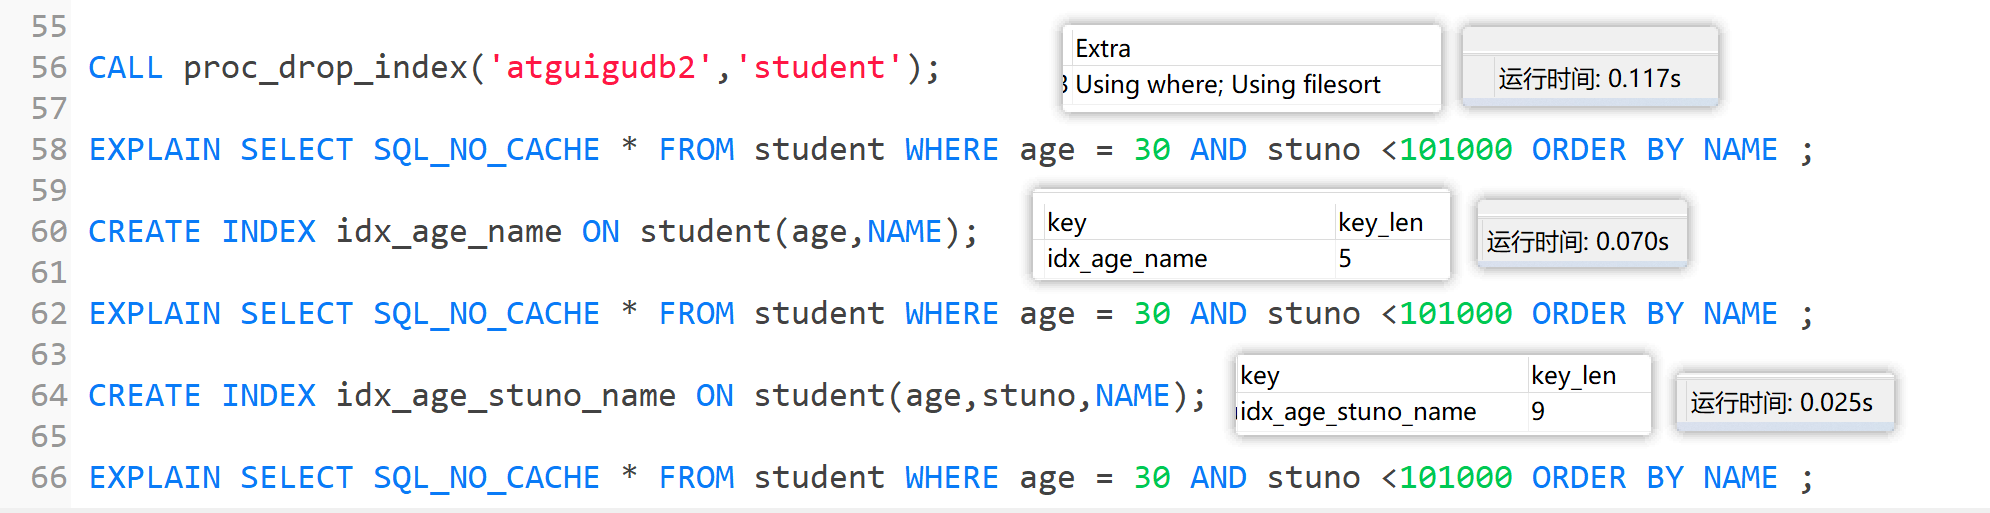 55
56 CALL proc_drop_index('atguigudb2','student');
Extra
3 Using where; Using filesort
运行时间: 0.117s
57
58 EXPLAIN SELECT SQL_NO_CACHE * FROM student WHERE age = 30 AND stuno <101000 ORDER BY NAME ;
59
60 CREATE INDEX idx_age_name ON student(age,NAME);
key key_len
idx_age_name 5
运行时间: 0.070s
61
62 EXPLAIN SELECT SQL_NO_CACHE * FROM student WHERE age = 30 AND stuno <101000 ORDER BY NAME ;
63
64 CREATE INDEX idx_age_stuno_name ON student(age,stuno,NAME);
key key_len
idx_age_stuno_name 9
运行时间: 0.025s
65
66 EXPLAIN SELECT SQL_NO_CACHE * FROM student WHERE age = 30 AND stuno <101000 ORDER BY NAME ;